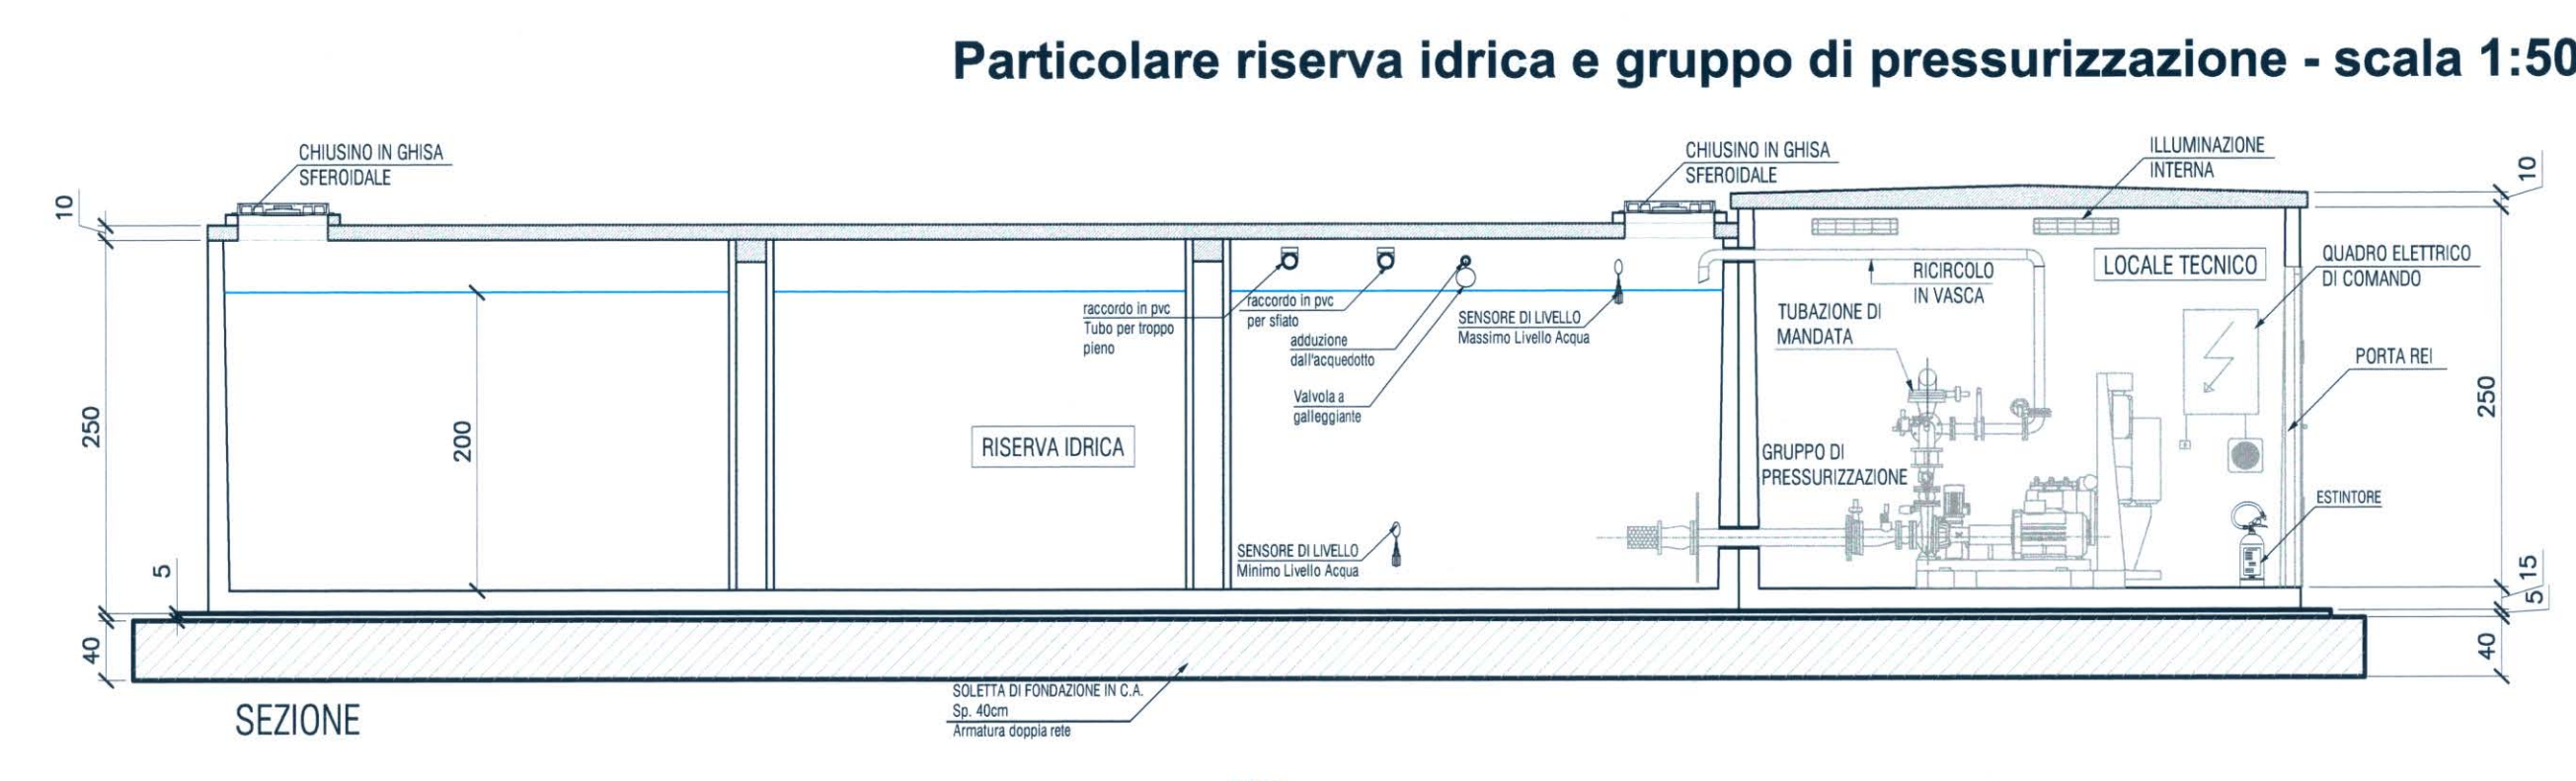 Particolare riserva idrica e gruppo di pressurizzazione - scala 1:50
CHIUSINO IN GHISA
SFEROIDALE
CHIUSINO IN GHISA
SFEROIDALE
ILLUMINAZIONE
INTERNA
10
10
QUADRO ELETTRICO
DI COMANDO
LOCALE TECNICO
RICIRCOLO
IN VASCA
raccordo in pvc
Tubo per troppo
pieno
raccordo in pvc
per sfiato
adduzione
dall'acquedotto
SENSORE DI LIVELLO
Massimo Livello Acqua
TUBAZIONE DI
MANDATA
PORTA REI
Valvola a
galleggiante
250
200
250
RISERVA IDRICA
GRUPPO DI
PRESSURIZZAZIONE
ESTINTORE
SENSORE DI LIVELLO
Minimo Livello Acqua
5
15
5
40
40
SOLETTA DI FONDAZIONE IN C.A.
Sp. 40cm
Armatura doppia rete
SEZIONE